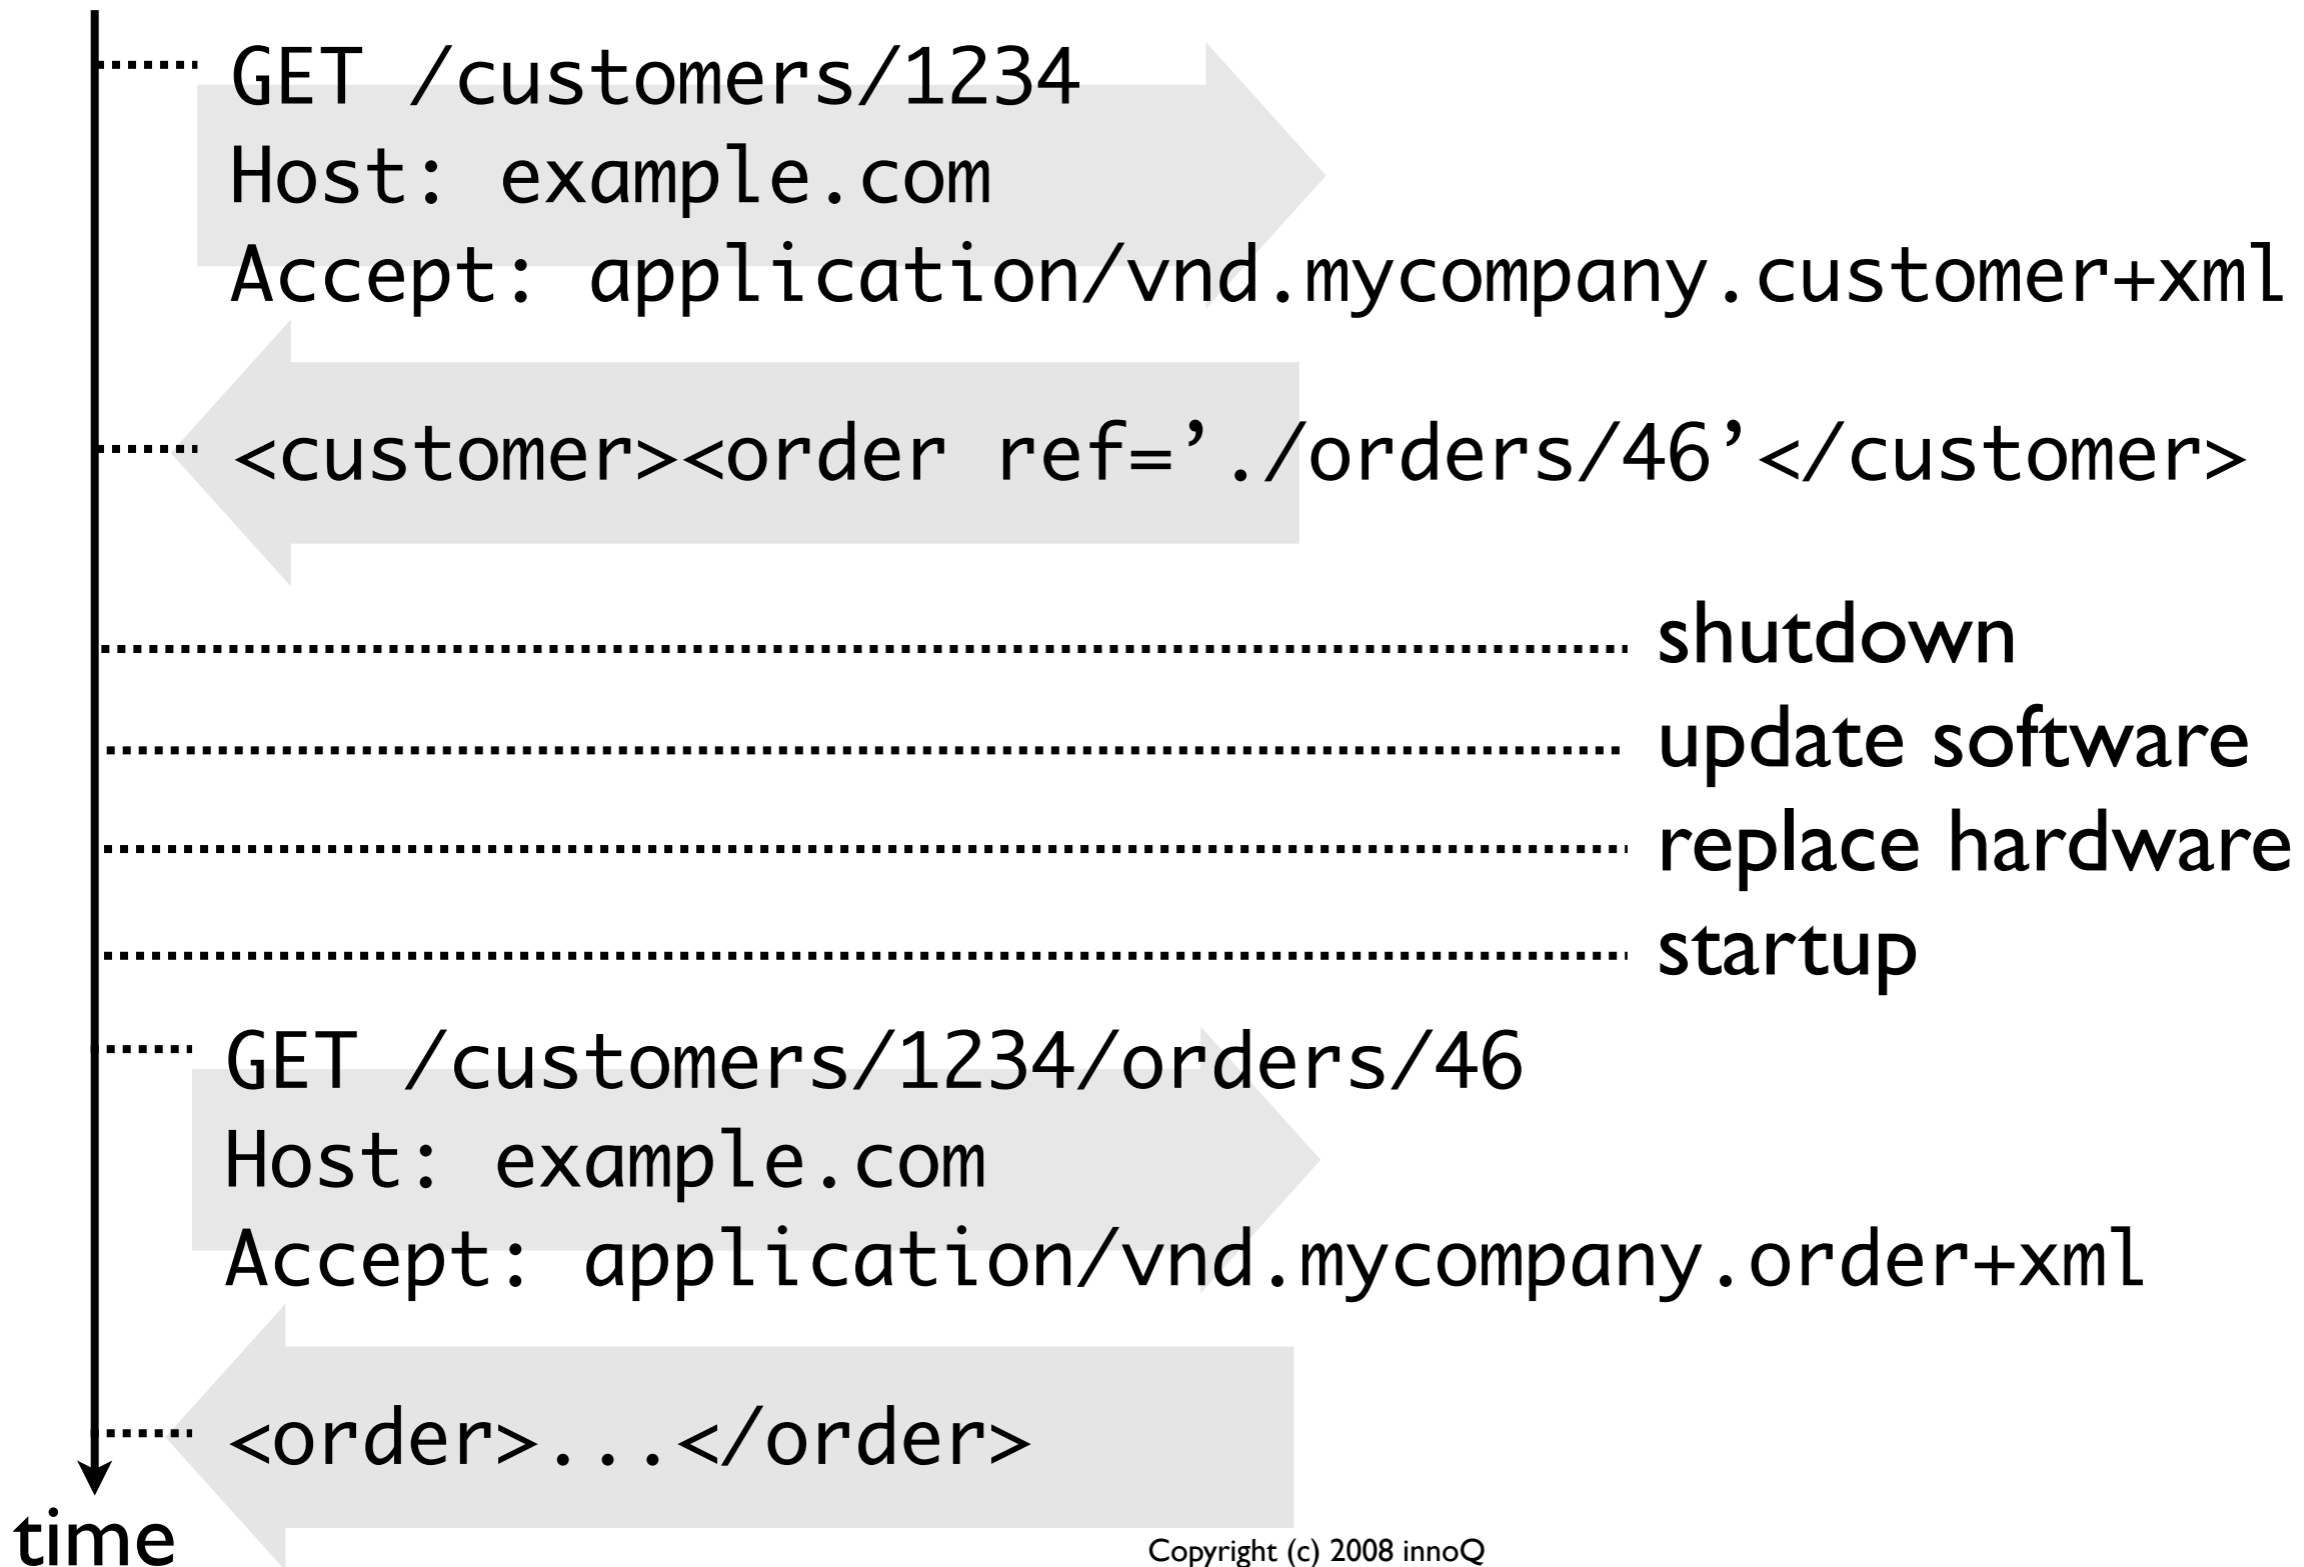 GET /customers/1234
Host: example.com
Accept: application/vnd.mycompany.customer+xml
<customer><order ref=’./orders/46’</customer>
shutdown
update software
replace hardware
startup
GET /customers/1234/orders/46
Host: example.com
Accept: application/vnd.mycompany.order+xml
<order>...</order>
time
Copyright (c) 2008 innoQ